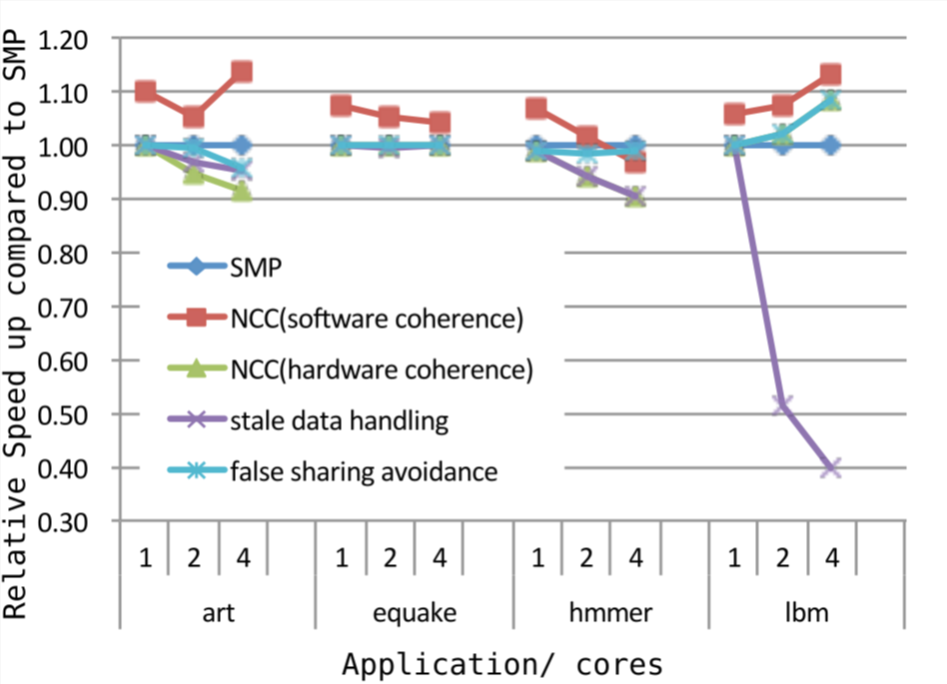 Relative Speed up compared to SMP
1.20
1.10
1.00
0.90
0.80
0.70
0.60
0.50
0.40
0.30
SMP
NCC(software coherence)
NCC(hardware coherence)
stale data handling
false sharing avoidance
1 2 4 1 2 4 1 2 4 1 2 4
art equake hmmer lbm
Application/ cores